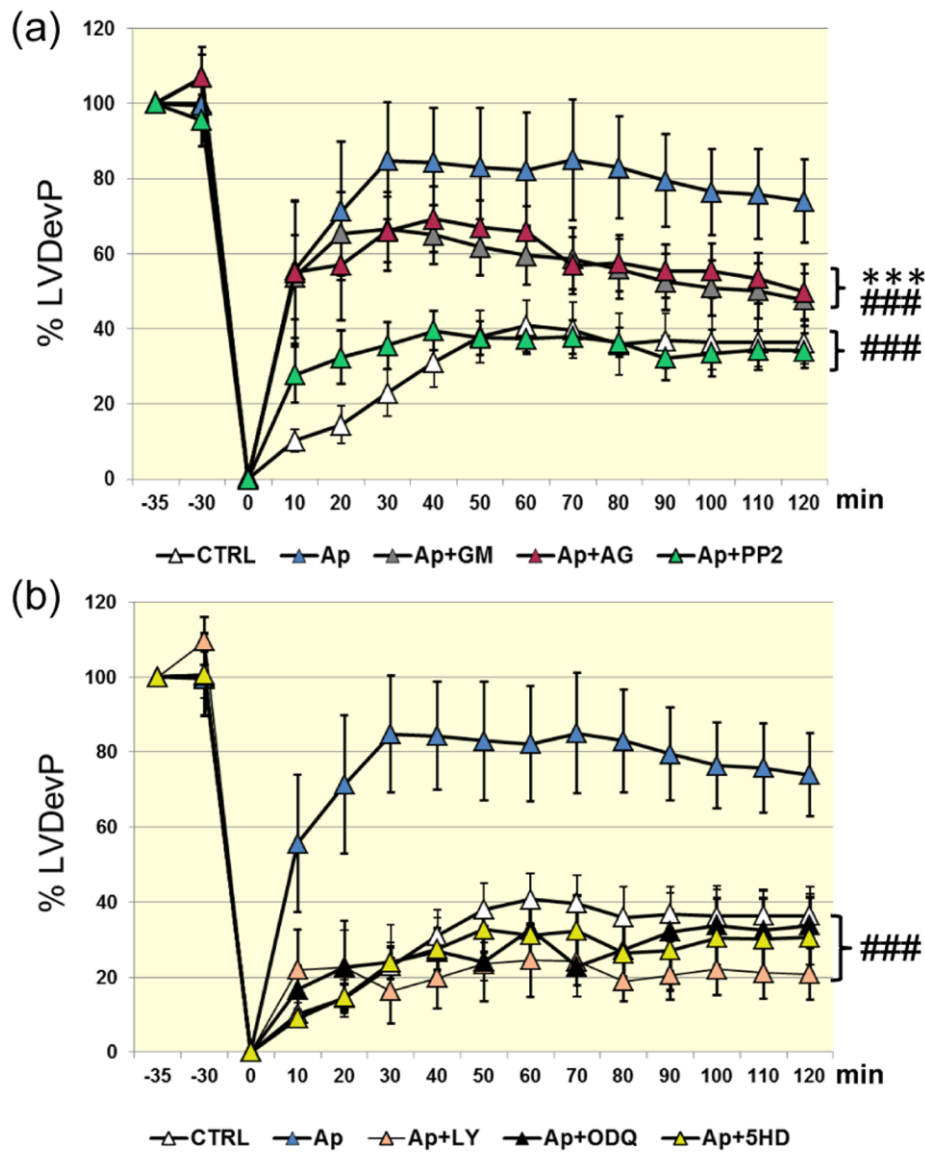 (a)
% LVDevP
120
100
80
60
40
20
0
-35 -30 0 10 20 30 40 50 60 70 80 90 100 110 120 min
***
###
###
CTRL Ap Ap+GM Ap+AG Ap+PP2
(b)
% LVDevP
120
100
80
60
40
20
0
-35 -30 0 10 20 30 40 50 60 70 80 90 100 110 120 min
###
CTRL Ap Ap+LY Ap+ODQ Ap+5HD